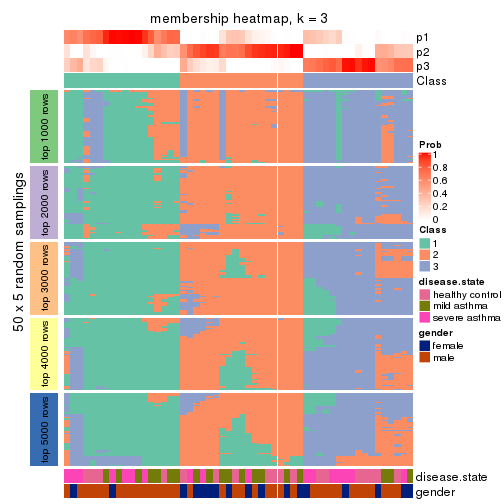 membership heatmap, k = 3
p1
p2
p3
Class
50 x 5 random samplings
top 1000 rows
top 2000 rows
top 3000 rows
top 4000 rows
top 5000 rows
Prob
1
0.8
0.6
0.4
0.2
0
Class
1
2
3
disease.state
healthy control
mild asthma
severe asthma
gender
female
male
disease.state
gender